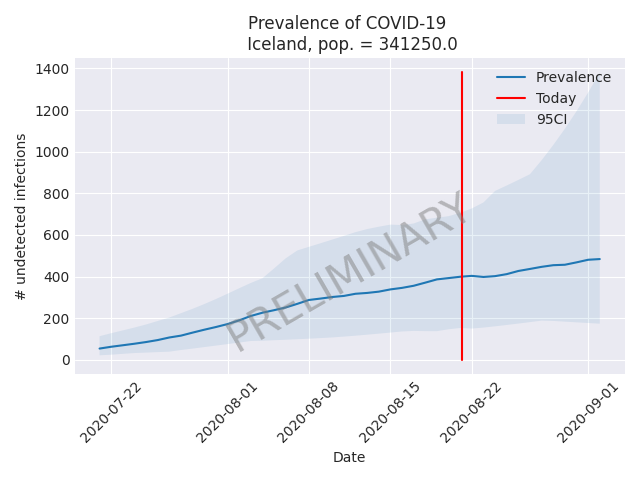 Prevalence of COVID-19
Iceland, pop. = 341250.0
1400
1200
1000
800
600
400
200
0
# undetected infections
Prevalence
Today
95CI
PRELIMINARY
2020-07-22
2020-08-01
2020-08-08
2020-08-15
2020-08-22
2020-09-01
Date